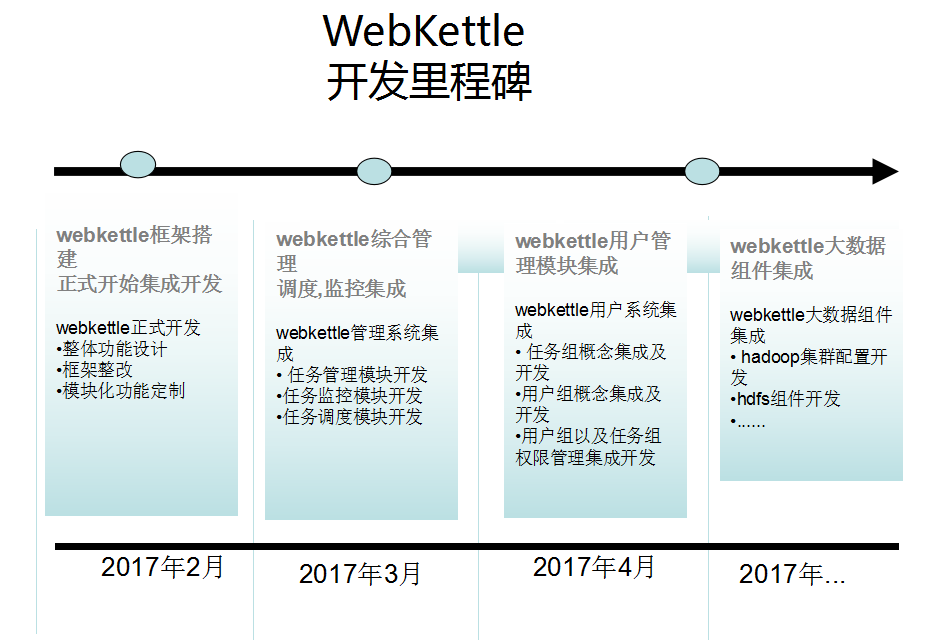 WebKettle
开发里程碑
webkettle框架搭
建
正式开始集成开发
webkettle正式开发
•整体功能设计
•框架整改
•模块化功能定制
webkettle综合管
理
调度,监控集成
webkettle管理系统集
成
• 任务管理模块开发
•任务监控模块开发
•任务调度模块开发
webkettle用户管
理模块集成
webkettle用户系统集
成
• 任务组概念集成及
开发
•用户组概念集成及
开发
•用户组以及任务组
权限管理集成开发
webkettle大数据
组件集成
webkettle大数据组件
集成
• hadoop集群配置开
发
•hdfs组件开发
•......
2017年2月
2017年3月
2017年4月
2017年...